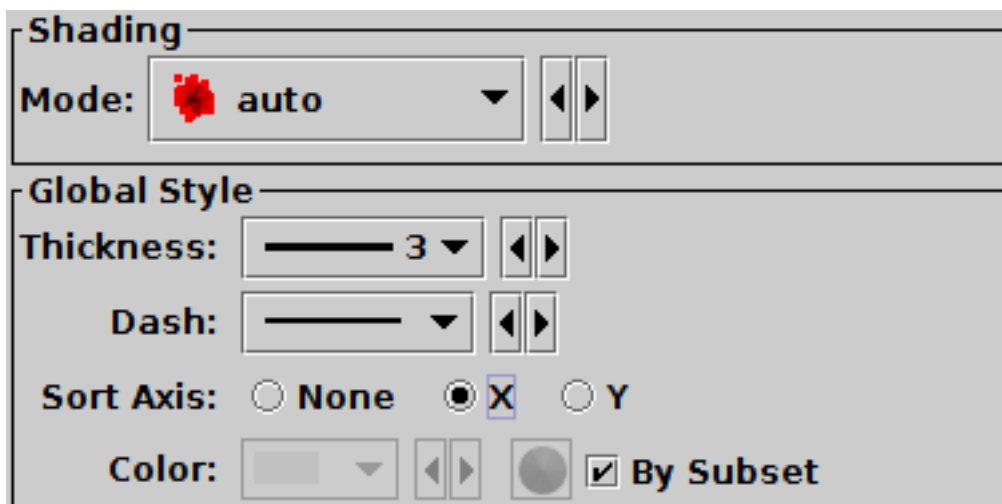 Shading
Mode: auto
Global Style
Thickness: 3
Dash:
Sort Axis: None X Y
Color: By Subset